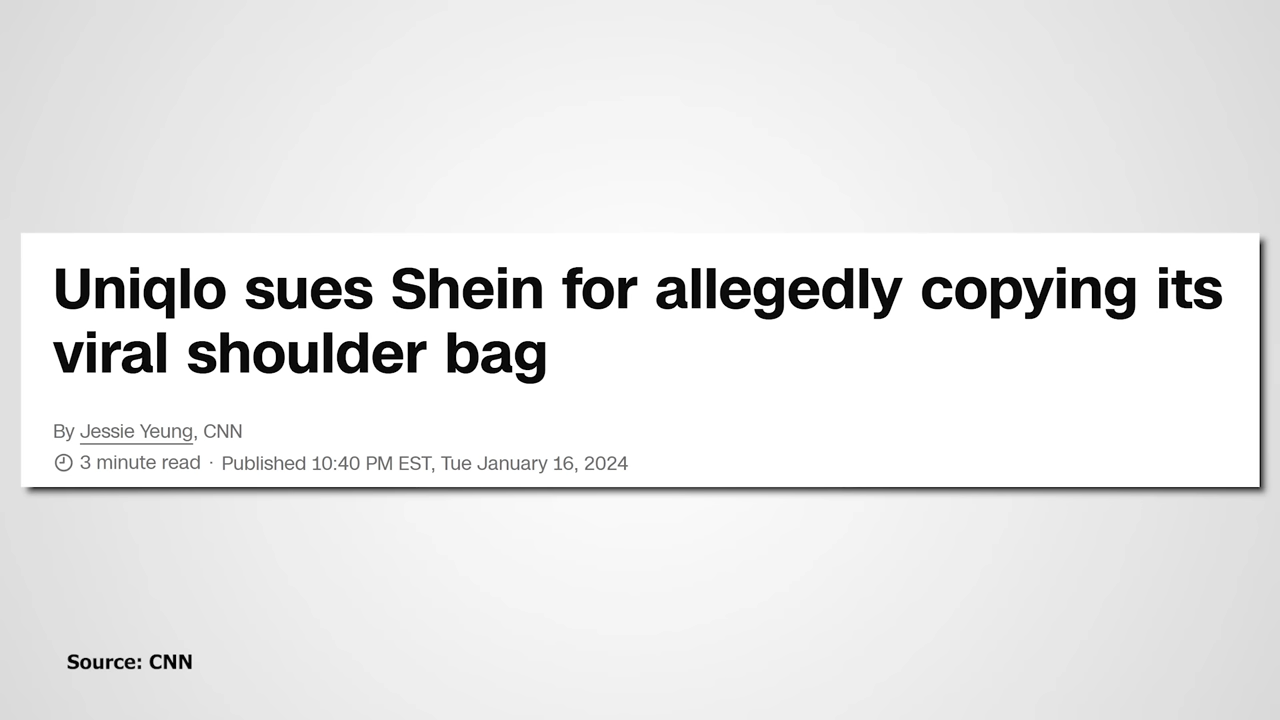 Uniqlo sues Shein for allegedly copying its
viral shoulder bag
By Jessie Yeung, CNN
3 minute read · Published 10:40 PM EST, Tue January 16, 2024
Source: CNN